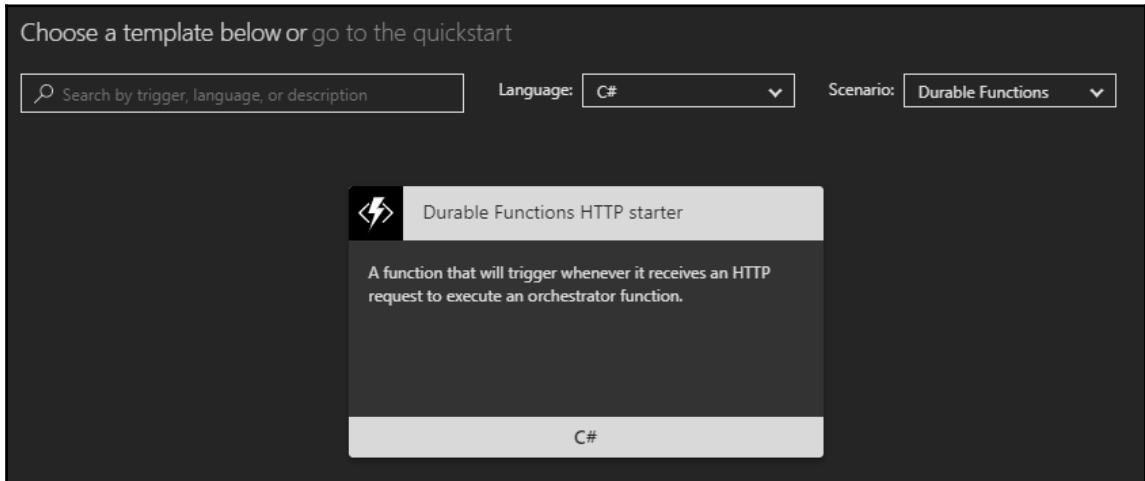 Choose a template below or go to the quickstart
Search by trigger, language, or description
Language: C#
Scenario: Durable Functions
Durable Functions HTTP starter
A function that will trigger whenever it receives an HTTP
request to execute an orchestrator function.
C#